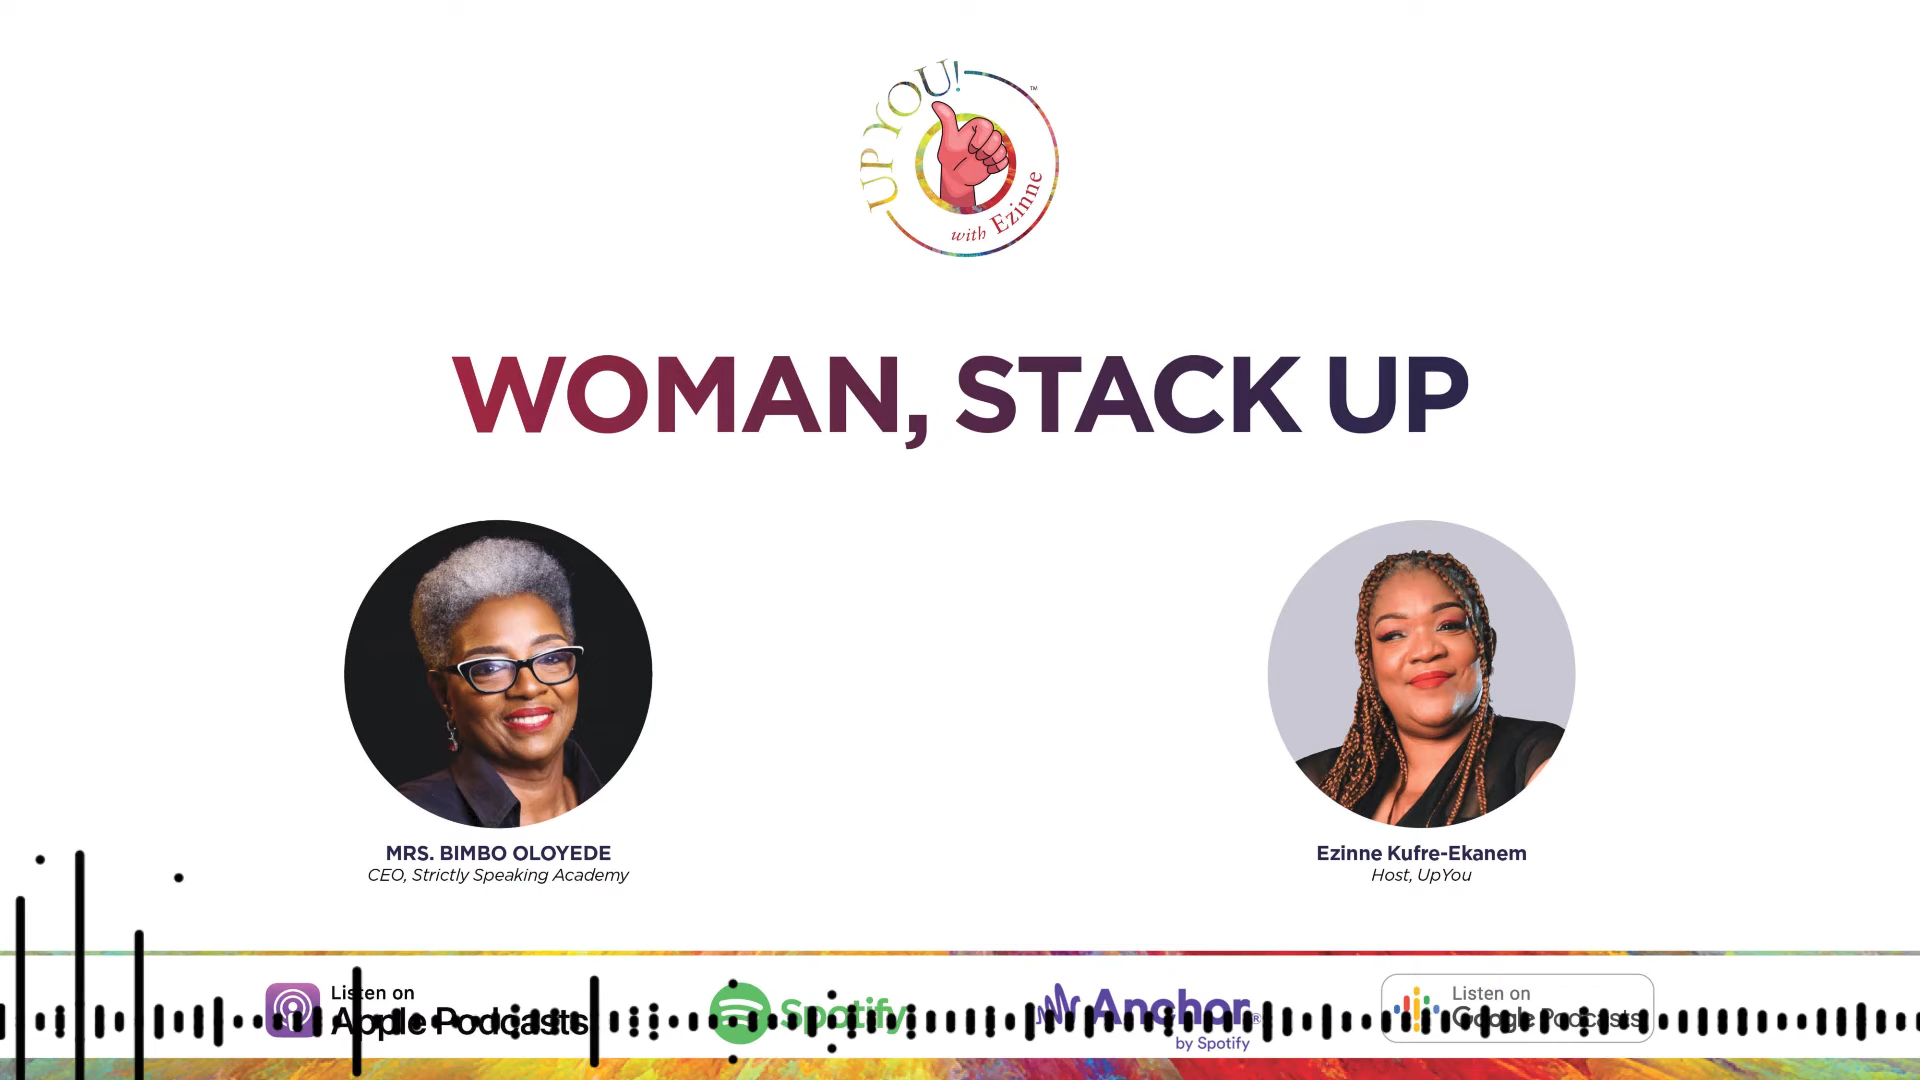 UP YOU!
™
with Ezinne
WOMAN, STACK UP
MRS. BIMBO OLOYEDE
CEO, Strictly Speaking Academy
Ezinne Kufre-Ekanem
Host, UpYou
Listen on
Apple Podcasts
Spotify
Anchor®
by Spotify
Listen on
Google Podcasts